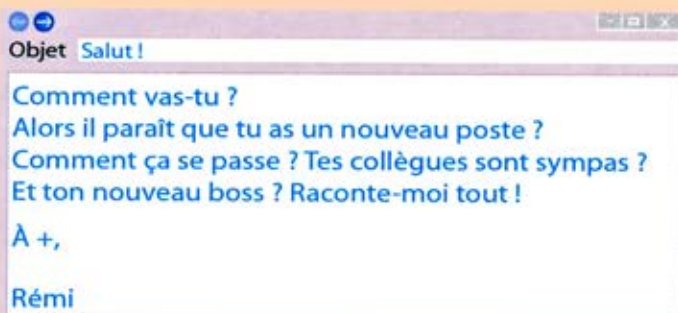 Objet Salut !
Comment vas-tu ?
Alors il paraît que tu as un nouveau poste ?
Comment ça se passe ? Tes collègues sont sympas ?
Et ton nouveau boss ? Raconte-moi tout !
À +,
Rémi